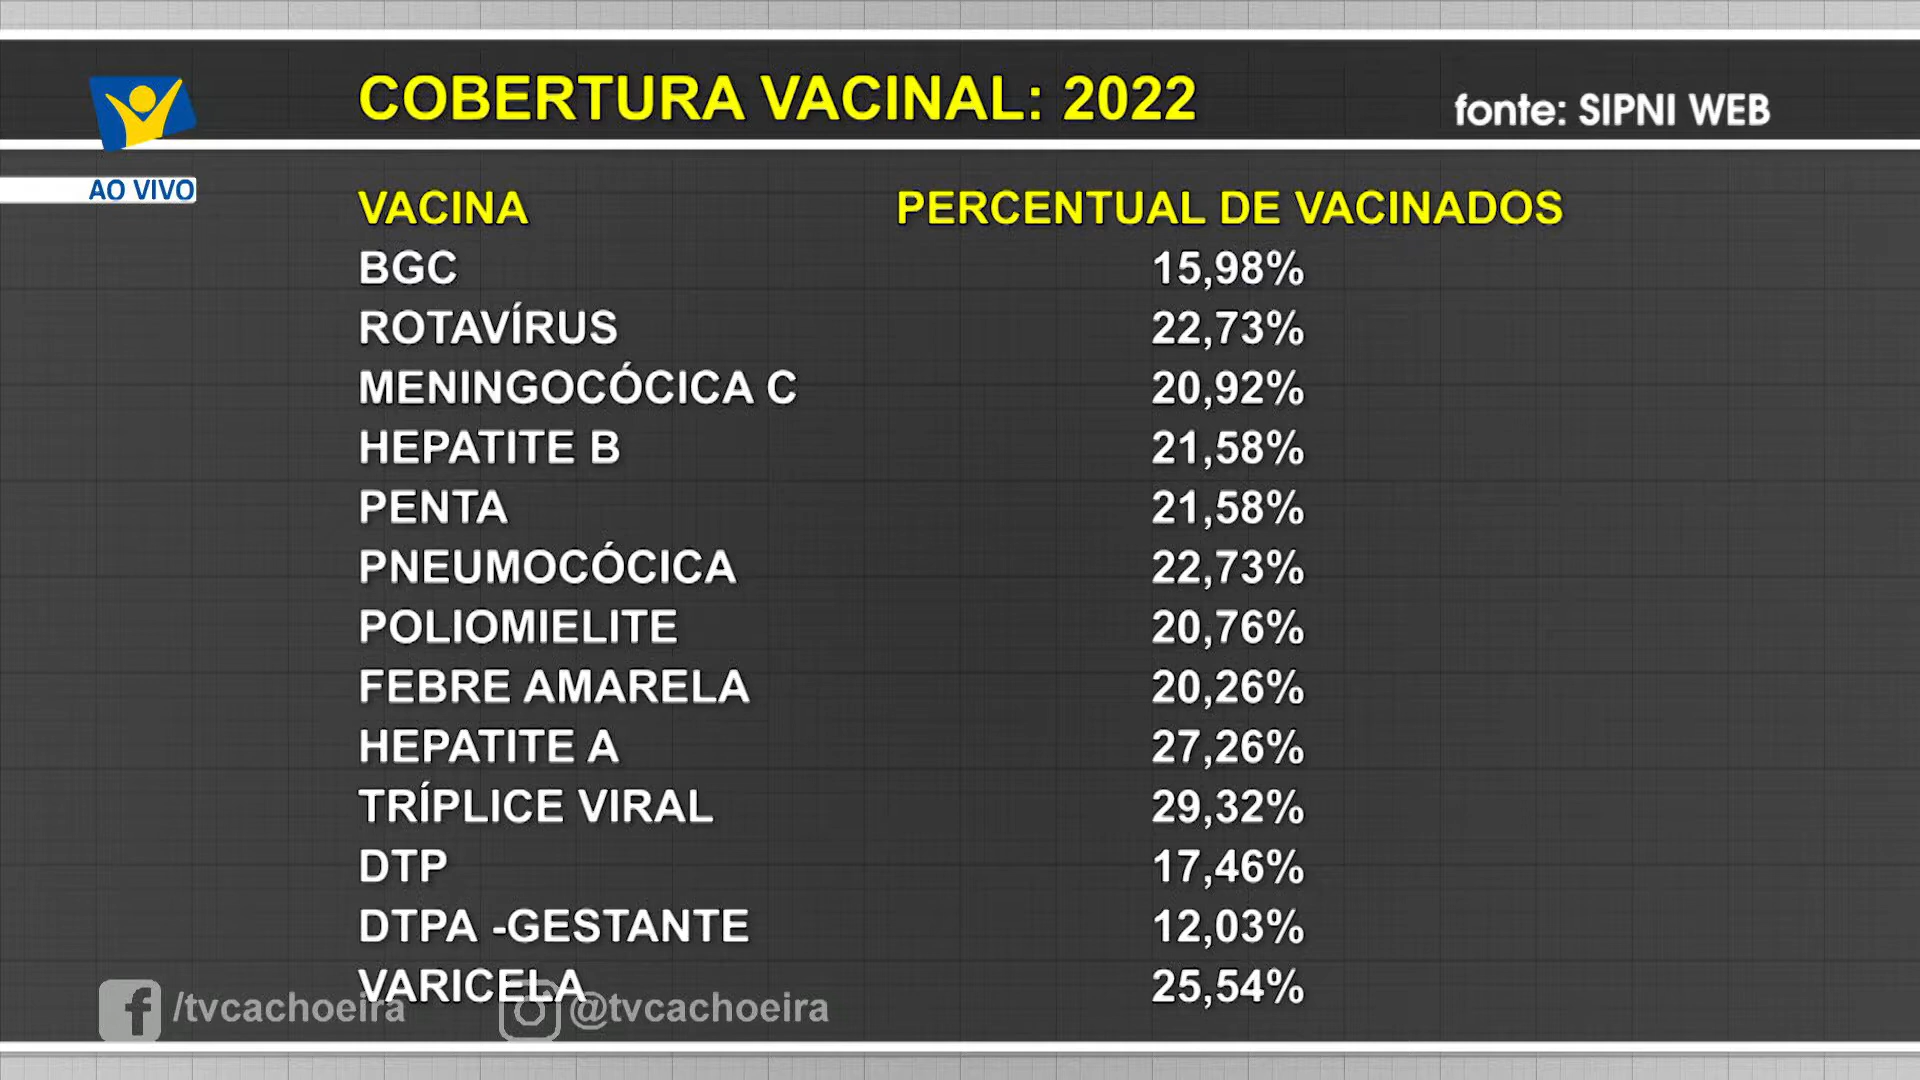 COBERTURA VACINAL: 2022
fonte: SIPNI WEB
AO VIVO
VACINA PERCENTUAL DE VACINADOS
BGC 15,98%
ROTAVÍRUS 22,73%
MENINGOCÓCICA C 20,92%
HEPATITE B 21,58%
PENTA 21,58%
PNEUMOCÓCICA 22,73%
POLIOMIELITE 20,76%
FEBRE AMARELA 20,26%
HEPATITE A 27,26%
TRÍPLICE VIRAL 29,32%
DTP 17,46%
DTPA -GESTANTE 12,03%
VARICELA 25,54%
/tvcachoeira @tvcachoeira